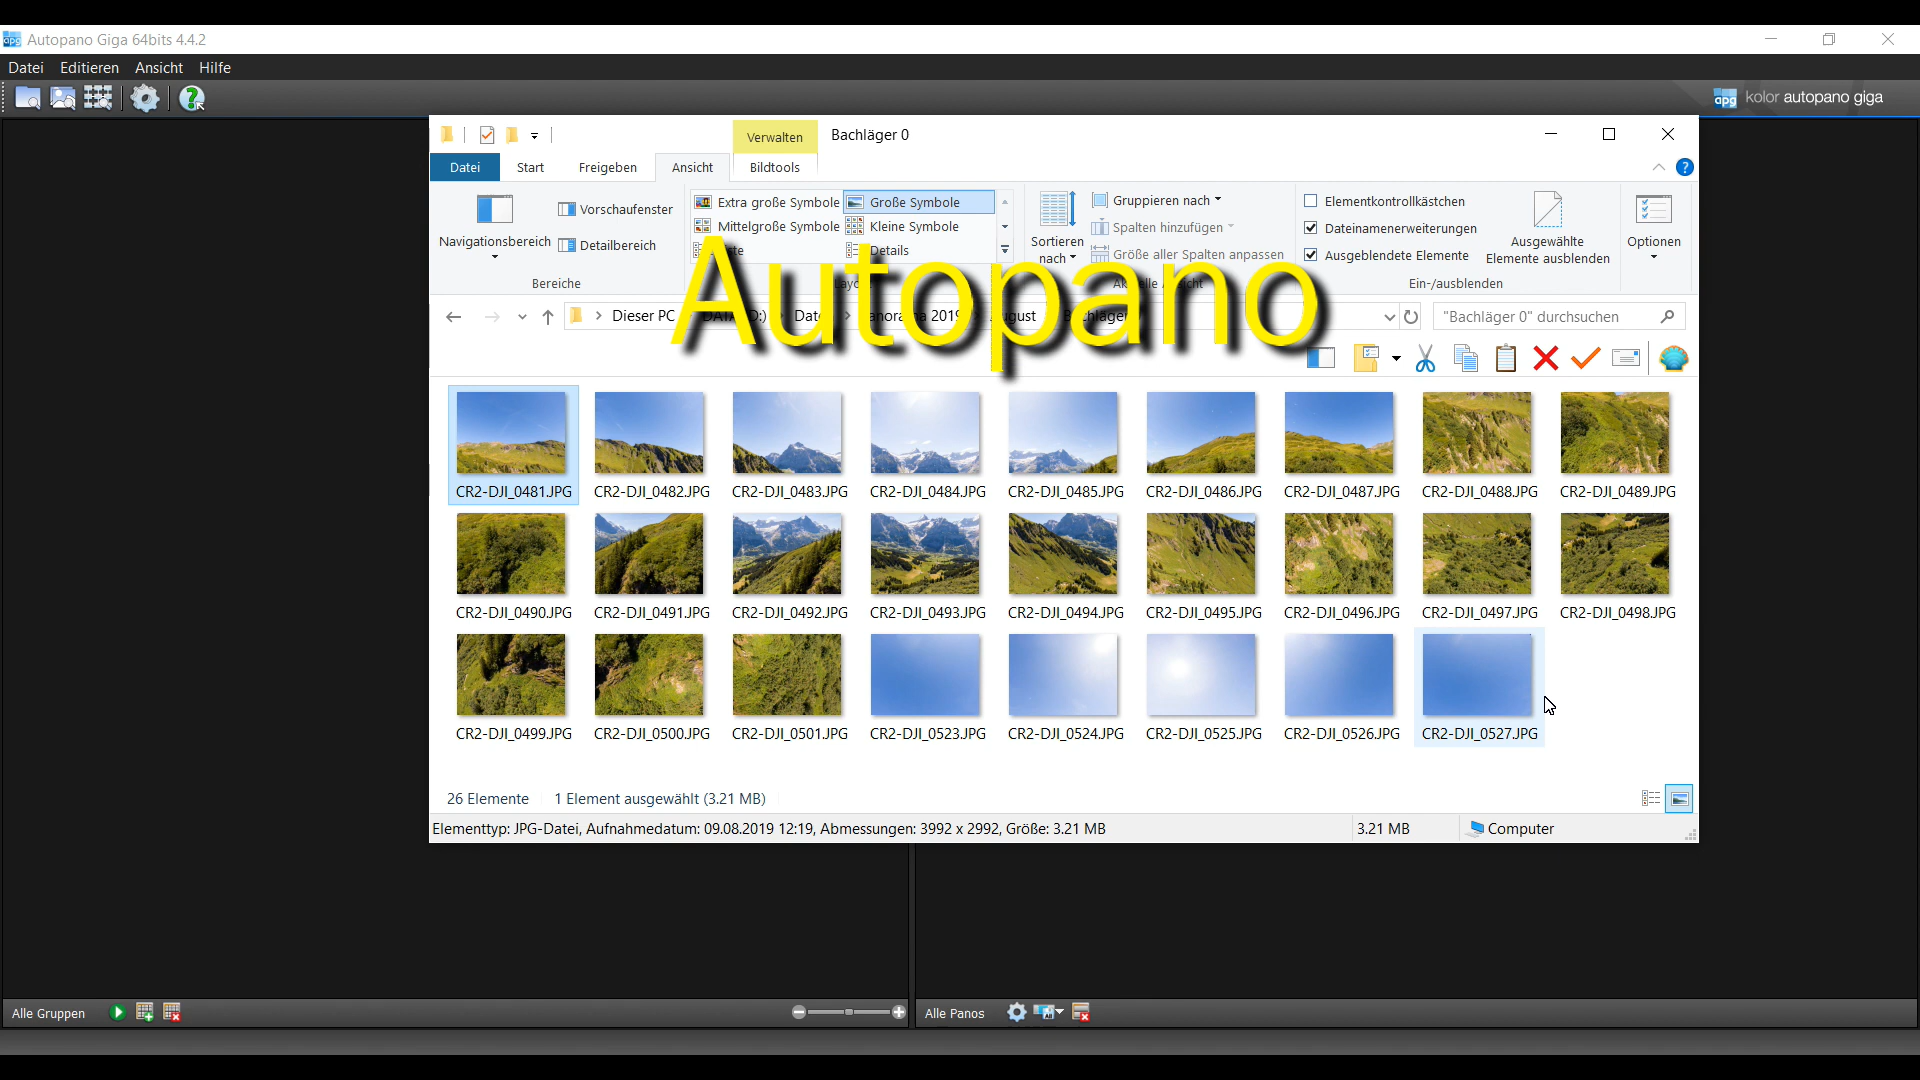 Autopano Giga 64bits 4.4.2
Datei Editieren Ansicht Hilfe
kolor autopano giga
Verwalten Bachläger 0
Datei Start Freigeben Ansicht Bildtools
Navigationsbereich
Vorschaufenster
Detailbereich
Bereiche
Extra große Symbole Große Symbole
Mittelgroße Symbole Kleine Symbole
Details
Sortieren nach
Gruppieren nach
Spalten hinzufügen
Größe aller Spalten anpassen
Elementkontrollkästchen
Dateinamenerweiterungen
Ausgeblendete Elemente
Ausgewählte
Elemente ausblenden
Optionen
Ein-/ausblenden
Autopano
Dieser PC
"Bachläger 0" durchsuchen
CR2-DJI_0481.JPG CR2-DJI_0482.JPG CR2-DJI_0483.JPG CR2-DJI_0484.JPG CR2-DJI_0485.JPG CR2-DJI_0486.JPG CR2-DJI_0487.JPG CR2-DJI_0488.JPG CR2-DJI_0489.JPG
CR2-DJI_0490.JPG CR2-DJI_0491.JPG CR2-DJI_0492.JPG CR2-DJI_0493.JPG CR2-DJI_0494.JPG CR2-DJI_0495.JPG CR2-DJI_0496.JPG CR2-DJI_0497.JPG CR2-DJI_0498.JPG
CR2-DJI_0499.JPG CR2-DJI_0500.JPG CR2-DJI_0501.JPG CR2-DJI_0523.JPG CR2-DJI_0524.JPG CR2-DJI_0525.JPG CR2-DJI_0526.JPG CR2-DJI_0527.JPG
26 Elemente 1 Element ausgewählt (3.21 MB)
Elementtyp: JPG-Datei, Aufnahmedatum: 09.08.2019 12:19, Abmessungen: 3992 x 2992, Größe: 3.21 MB 3.21 MB Computer
Alle Gruppen Alle Panos